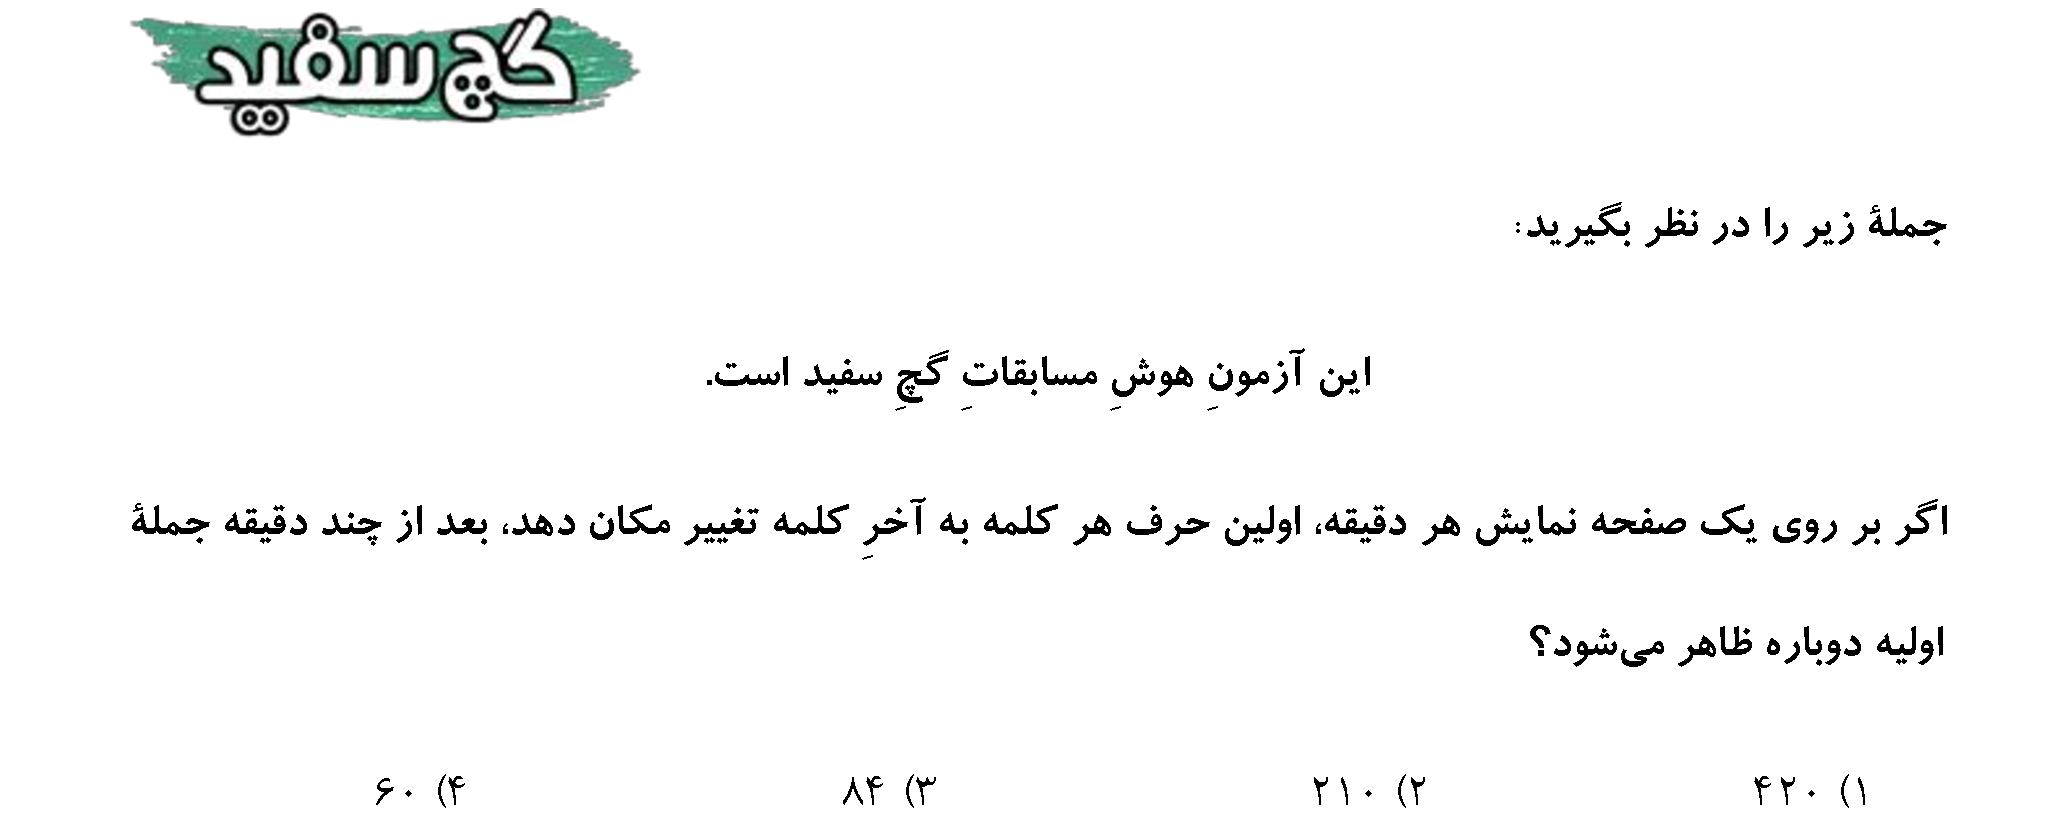 گچ سفید
جملهٔ زیر را در نظر بگیرید:
این آزمونِ هوشِ مسابقاتِ گچِ سفید است.
اگر بر روی یک صفحه نمایش هر دقیقه، اولین حرف هر کلمه به آخرِ کلمه تغییر مکان دهد، بعد از چند دقیقه جملهٔ
اولیه دوباره ظاهر می‌شود؟
۱) ۴۲۰ ۲) ۲۱۰ ۳) ۸۴ ۴) ۶۰